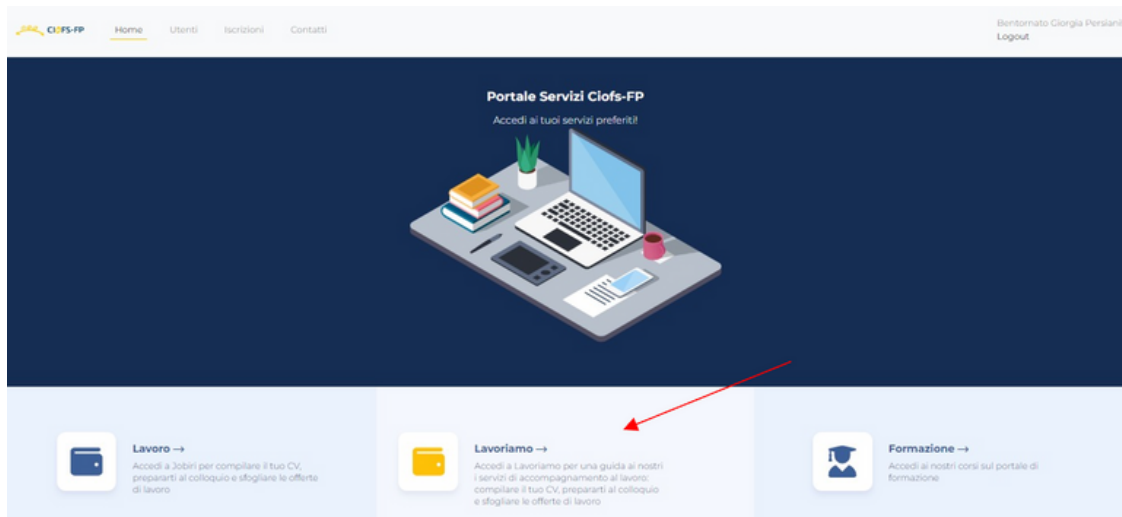 CIOFS-FP
Home
Utenti
Iscrizioni
Contatti
Bentornato Giorgia Persiani!
Logout
Portale Servizi Ciofs-FP
Accedi ai tuoi servizi preferiti!
Lavoro →
Accedi a Jobiri per compilare il tuo CV,
prepararti al colloquio e sfogliare le offerte
di lavoro
Lavoriamo →
Accedi a Lavoriamo per una guida ai nostri
i servizi di accompagnamento al lavoro:
compilare il tuo CV, prepararti al colloquio
e sfogliare le offerte di lavoro
Formazione →
Accedi ai nostri corsi sul portale di
formazione